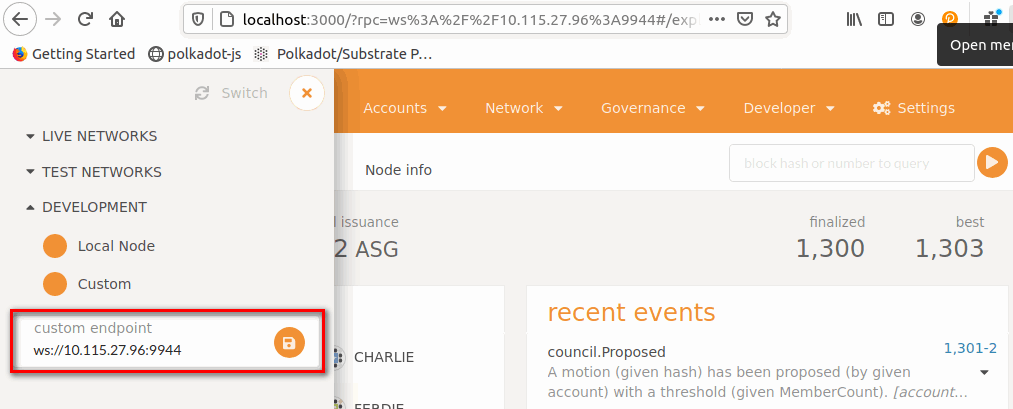 localhost:3000/?rpc=ws%3A%2F%2F10.115.27.96%3A9944#/exp
Open me
Getting Started polkadot-js Polkadot/Substrate P…
Switch
Accounts Network Governance Developer Settings
LIVE NETWORKS
TEST NETWORKS
Node info block hash or number to query
DEVELOPMENT
Local Node
Custom
issuance finalized best
2 ASG 1,300 1,303
custom endpoint
ws://10.115.27.96:9944
CHARLIE
FERDIE
recent events
council.Proposed 1,301-2
A motion (given hash) has been proposed (by given
account) with a threshold (given MemberCount). [account…